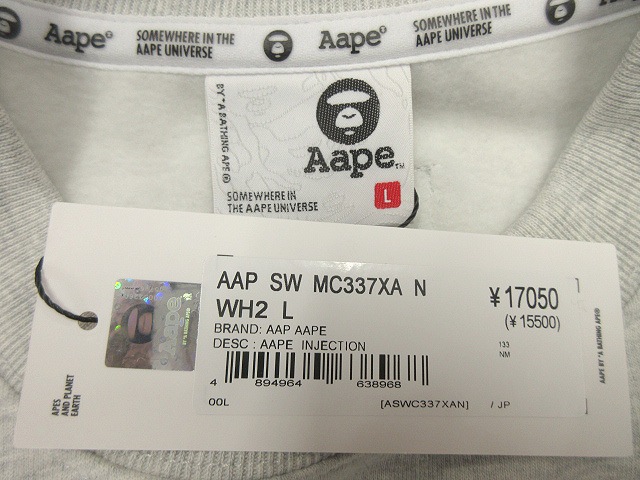 Aape®
SOMEWHERE IN THE
AAPE UNIVERSE
Aape®
SOMEWHERE IN THE
AAPE UNIVERSE
BY *A BATHING APE®
Aape™
SOMEWHERE IN
THE AAPE UNIVERSE
L
AAP SW MC337XA N
WH2 L
BRAND: AAP AAPE
DESC : AAPE INJECTION
¥17050
(¥15500)
133
NM
4 894964 638968
00L
[ASWC337XAN]
/ JP
Aape
APES
AND PLANET
EARTH
AAPE BY *A BATHING APE®